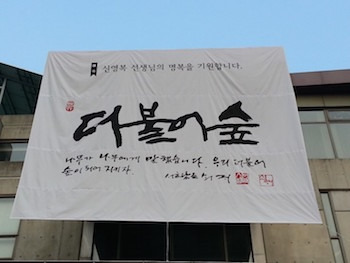 신영복 선생님의 명복을 기원합니다.
더불어숲
나무가 나무에게 말했습니다. 우리 더불어
숲이 되어 지키자.